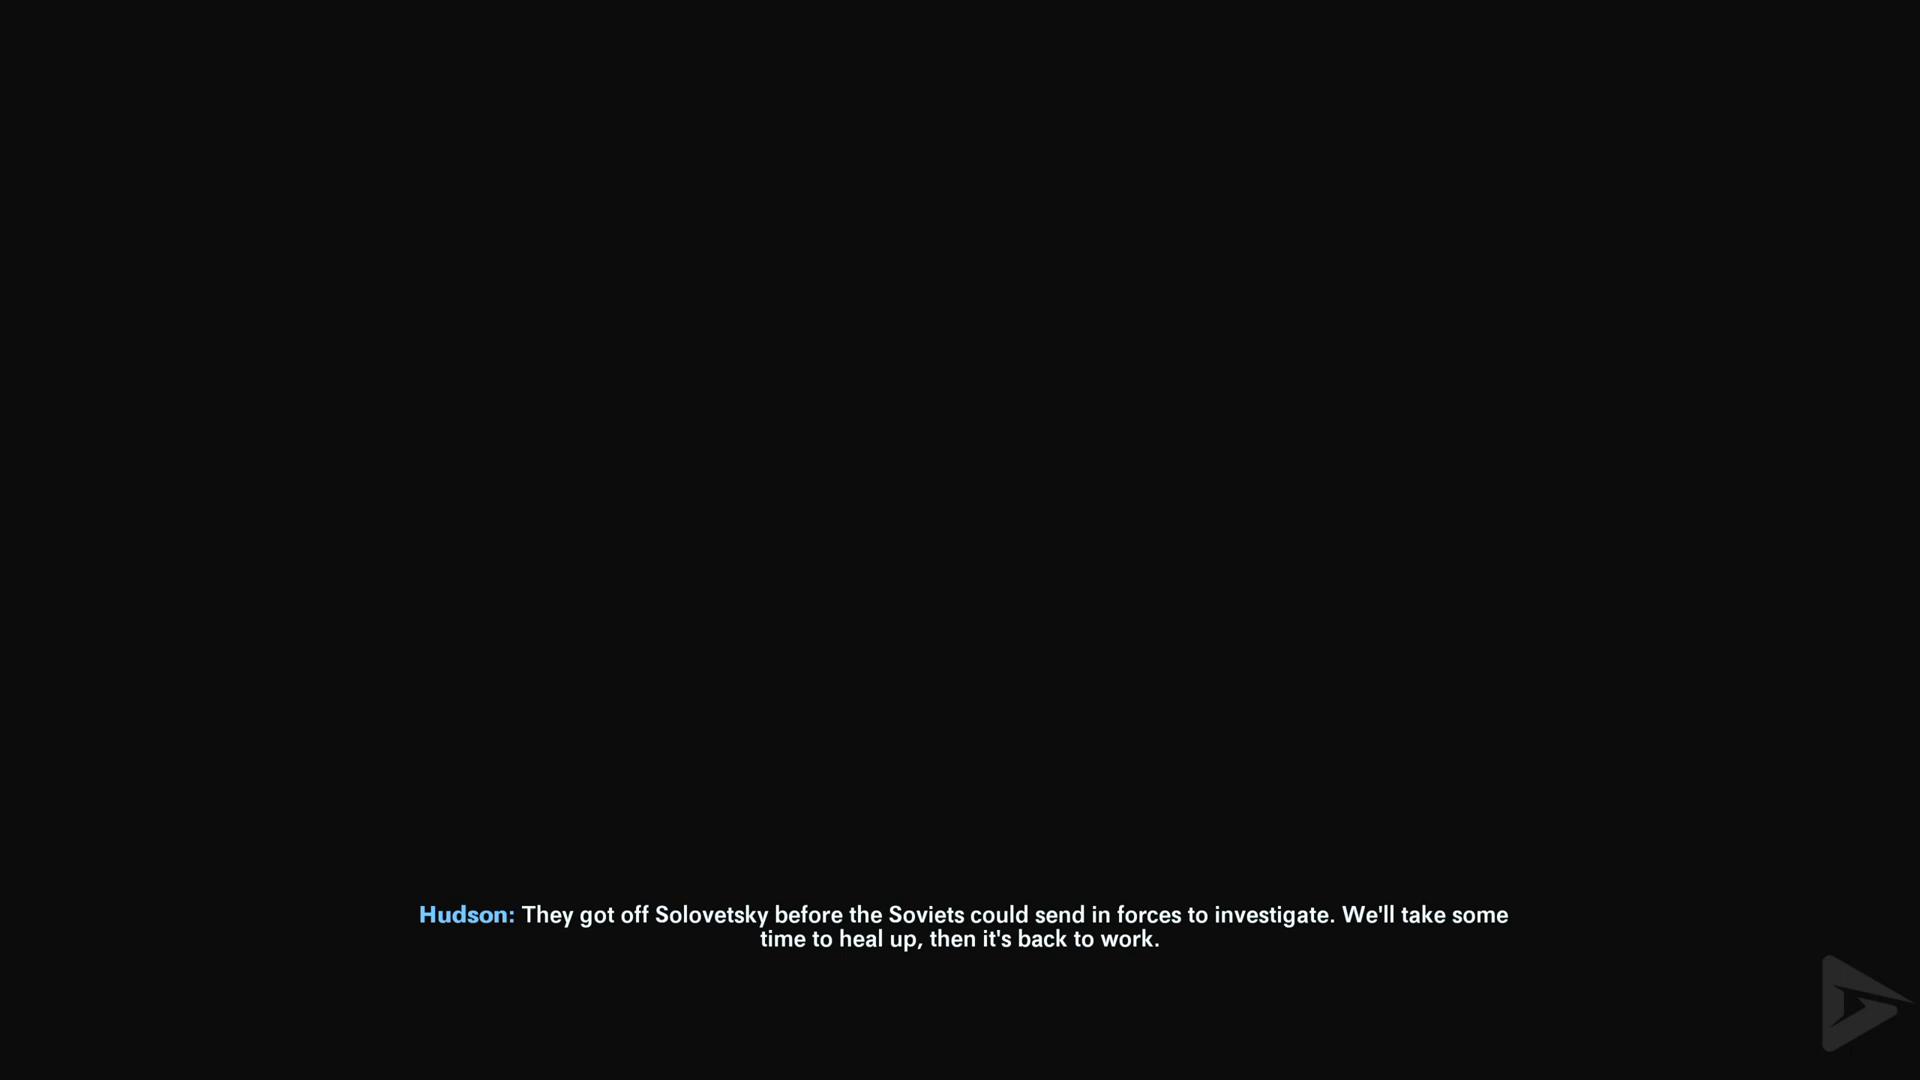 Hudson: They got off Solovetsky before the Soviets could send in forces to investigate. We'll take some
time to heal up, then it's back to work.